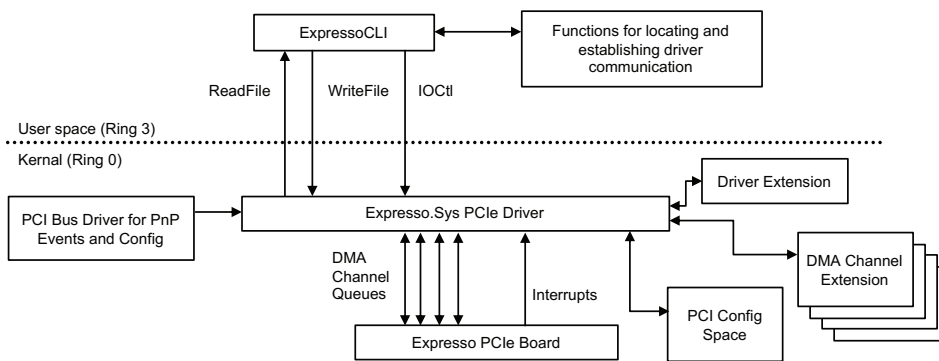 ExpressoCLI
Functions for locating and
establishing driver
communication
ReadFile
WriteFile
IOCtl
User space (Ring 3)
Kernal (Ring 0)
Driver Extension
PCI Bus Driver for PnP
Events and Config
Expresso.Sys PCIe Driver
DMA
Channel
Queues
Interrupts
DMA Channel
Extension
PCI Config
Space
Expresso PCIe Board